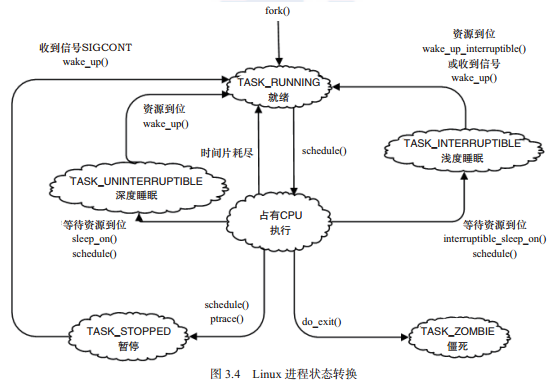 fork()
收到信号SIGCONT
wake_up()
资源到位
wake_up_interruptible()
或收到信号
wake_up()
TASK_RUNNING
就绪
资源到位
wake_up()
时间片耗尽
schedule()
TASK_INTERRUPTIBLE
浅度睡眠
TASK_UNINTERRUPTIBLE
深度睡眠
占有CPU
执行
等待资源到位
sleep_on()
schedule()
等待资源到位
interruptible_sleep_on()
schedule()
schedule()
ptrace()
do_exit()
TASK_STOPPED
暂停
TASK_ZOMBIE
僵死
图 3.4 Linux 进程状态转换